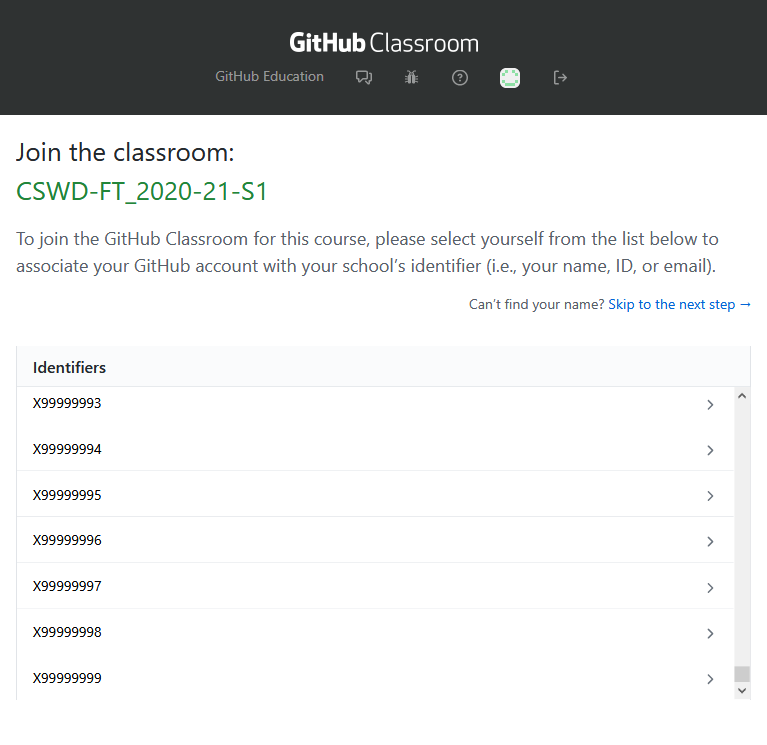 GitHub Classroom
GitHub Education
Join the classroom:
CSWD-FT_2020-21-S1
To join the GitHub Classroom for this course, please select yourself from the list below to
associate your GitHub account with your school’s identifier (i.e., your name, ID, or email).
Can’t find your name? Skip to the next step →
Identifiers
X99999993
X99999994
X99999995
X99999996
X99999997
X99999998
X99999999